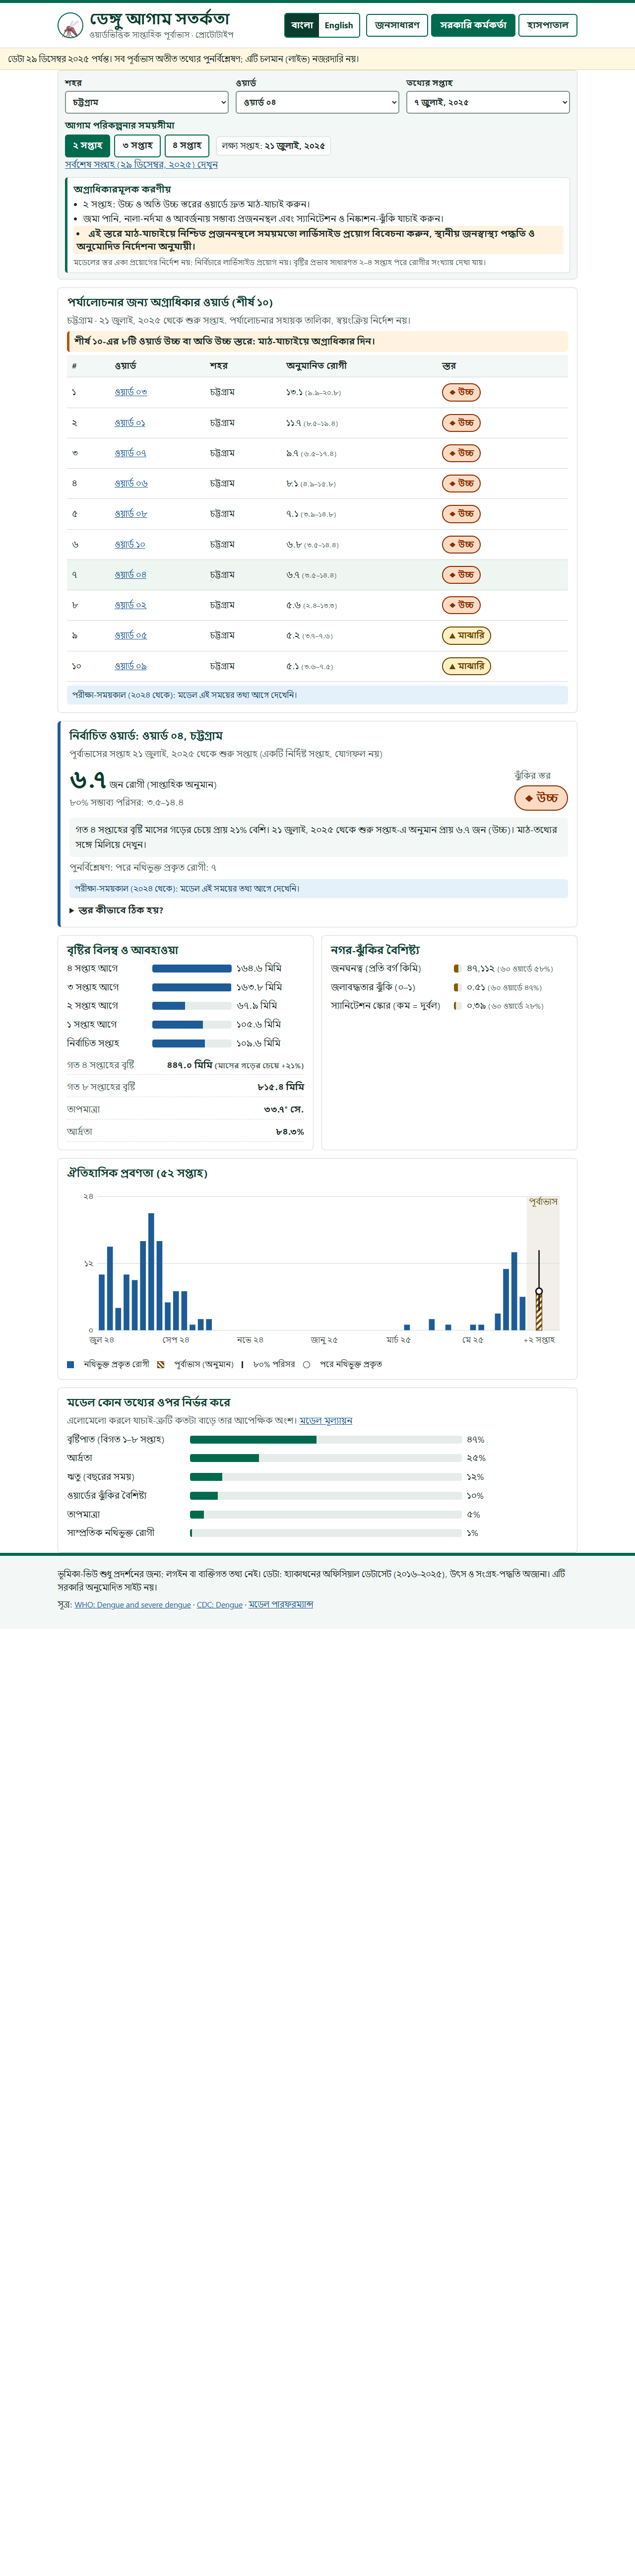 ডেঙ্গু আগাম সতর্কতা
ওয়ার্ডভিত্তিক সাপ্তাহিক পূর্বাভাস · প্রোটোটাইপ
বাংলা English জনসাধারণ সরকারি কর্মকর্তা হাসপাতাল
ডেটা ২৯ ডিসেম্বর ২০২৫ পর্যন্ত। সব পূর্বাভাস অতীত তথ্যের পুনর্বিশ্লেষণ; এটি চলমান (লাইভ) নজরদারি নয়।
শহর ওয়ার্ড তথ্যের সপ্তাহ
চট্টগ্রাম ওয়ার্ড ০৪ ৭ জুলাই, ২০২৫
আগাম পরিকল্পনার সময়সীমা
২ সপ্তাহ ৩ সপ্তাহ ৪ সপ্তাহ লক্ষ্য সপ্তাহ: ২১ জুলাই, ২০২৫
সর্বশেষ সপ্তাহ (২৯ ডিসেম্বর, ২০২৫) দেখুন
অগ্রাধিকারমূলক করণীয়
• ২ সপ্তাহ: উচ্চ ও অতি উচ্চ স্তরের ওয়ার্ডে দ্রুত মাঠ-যাচাই করুন।
• জমা পানি, নালা-নর্দমা ও আবর্জনায় সম্ভাব্য প্রজননস্থল এবং স্যানিটেশন ও নিষ্কাশন-ঝুঁকি যাচাই করুন।
• এই স্তরে মাঠ-যাচাইয়ে নিশ্চিত প্রজননস্থলে সময়মতো লার্ভিসাইড প্রয়োগ বিবেচনা করুন, স্থানীয় জনস্বাস্থ্য পদ্ধতি ও
অনুমোদিত নির্দেশনা অনুযায়ী।
মডেলের স্তর একা প্রয়োগের নির্দেশ নয়; নির্বিচারে লার্ভিসাইড প্রয়োগ নয়। বৃষ্টির প্রভাব সাধারণত ২–৪ সপ্তাহ পরে রোগীর সংখ্যায় দেখা যায়।
পর্যালোচনার জন্য অগ্রাধিকার ওয়ার্ড (শীর্ষ ১০)
চট্টগ্রাম · ২১ জুলাই, ২০২৫ থেকে শুরু সপ্তাহ, পর্যালোচনার সহায়ক তালিকা, স্বয়ংক্রিয় নির্দেশ নয়।
শীর্ষ ১০-এর ৮টি ওয়ার্ড উচ্চ বা অতি উচ্চ স্তরে: মাঠ-যাচাইয়ে অগ্রাধিকার দিন।
# ওয়ার্ড শহর অনুমানিত রোগী স্তর
১ ওয়ার্ড ০৩ চট্টগ্রাম ১৩.১ (৯.৯–২০.৮) ◆ উচ্চ
২ ওয়ার্ড ০১ চট্টগ্রাম ১১.৭ (৮.৫–১৯.৪) ◆ উচ্চ
৩ ওয়ার্ড ০৭ চট্টগ্রাম ৯.৭ (৬.৫–১৭.৪) ◆ উচ্চ
৪ ওয়ার্ড ০৬ চট্টগ্রাম ৮.১ (৪.৯–১৫.৮) ◆ উচ্চ
৫ ওয়ার্ড ০৮ চট্টগ্রাম ৭.১ (৩.৯–১৪.৮) ◆ উচ্চ
৬ ওয়ার্ড ১০ চট্টগ্রাম ৬.৮ (৩.৫–১৪.৪) ◆ উচ্চ
৭ ওয়ার্ড ০৪ চট্টগ্রাম ৬.৭ (৩.৫–১৪.৪) ◆ উচ্চ
৮ ওয়ার্ড ০২ চট্টগ্রাম ৫.৬ (২.৪–১৩.৩) ◆ উচ্চ
৯ ওয়ার্ড ০৫ চট্টগ্রাম ৫.২ (৩.৭–৭.৬) ▲ মাঝারি
১০ ওয়ার্ড ০৯ চট্টগ্রাম ৫.১ (৩.৬–৭.৫) ▲ মাঝারি
পরীক্ষা-সময়কাল (২০২৪ থেকে): মডেল এই সময়ের তথ্য আগে দেখেনি।
নির্বাচিত ওয়ার্ড: ওয়ার্ড ০৪, চট্টগ্রাম
পূর্বাভাসের সপ্তাহ ২১ জুলাই, ২০২৫ থেকে শুরু সপ্তাহ (একটি নির্দিষ্ট সপ্তাহ, যোগফল নয়)
৬.৭ জন রোগী (সাপ্তাহিক অনুমান)
৮০% সম্ভাব্য পরিসর: ৩.৫–১৪.৪
ঝুঁকির স্তর
◆ উচ্চ
গত ৪ সপ্তাহের বৃষ্টি মাসের গড়ের চেয়ে প্রায় ২১% বেশি। ২১ জুলাই, ২০২৫ থেকে শুরু সপ্তাহ-এ অনুমান প্রায় ৬.৭ জন (উচ্চ)। মাঠ-তথ্যের
সঙ্গে মিলিয়ে দেখুন।
পুনর্বিশ্লেষণ: পরে নথিভুক্ত প্রকৃত রোগী: ৭
পরীক্ষা-সময়কাল (২০২৪ থেকে): মডেল এই সময়ের তথ্য আগে দেখেনি।
▶ স্তর কীভাবে ঠিক হয়?
বৃষ্টির বিলম্ব ও আবহাওয়া
৪ সপ্তাহ আগে ১৬৪.৬ মিমি
৩ সপ্তাহ আগে ১৬৩.৮ মিমি
২ সপ্তাহ আগে ৬৭.৯ মিমি
১ সপ্তাহ আগে ১০৫.৬ মিমি
নির্বাচিত সপ্তাহ ১০৯.৬ মিমি
গত ৪ সপ্তাহের বৃষ্টি ৪৪৭.০ মিমি (মাসের গড়ের চেয়ে +২১%)
গত ৮ সপ্তাহের বৃষ্টি ৮১৫.৪ মিমি
তাপমাত্রা ৩৩.৭° সে.
আর্দ্রতা ৮৪.৩%
নগর-ঝুঁকির বৈশিষ্ট্য
জনঘনত্ব (প্রতি বর্গ কিমি) ৪৭,১১২ (৬০ ওয়ার্ডে ৫৮%)
জলাবদ্ধতার ঝুঁকি (০–১) ০.৫১ (৬০ ওয়ার্ডে ৪৭%)
স্যানিটেশন স্কোর (কম = দুর্বল) ০.৩৯ (৬০ ওয়ার্ডে ২৮%)
ঐতিহাসিক প্রবণতা (৫২ সপ্তাহ)
২৪
পূর্বাভাস
১২
০
জুল ২৪ সেপ ২৪ নভে ২৪ জানু ২৫ মার্চ ২৫ মে ২৫ +২ সপ্তাহ
নথিভুক্ত প্রকৃত রোগী পূর্বাভাস (অনুমান) ৮০% পরিসর পরে নথিভুক্ত প্রকৃত
মডেল কোন তথ্যের ওপর নির্ভর করে
এলোমেলো করলে যাচাই-ত্রুটি কতটা বাড়ে তার আপেক্ষিক অংশ। মডেল মূল্যায়ন
বৃষ্টিপাত (বিগত ১–৮ সপ্তাহ) ৪৭%
আর্দ্রতা ২৫%
ঋতু (বছরের সময়) ১২%
ওয়ার্ডের ঝুঁকির বৈশিষ্ট্য ১০%
তাপমাত্রা ৫%
সাম্প্রতিক নথিভুক্ত রোগী ১%
ভূমিকা-ভিউ শুধু প্রদর্শনের জন্য; লগইন বা ব্যক্তিগত তথ্য নেই। ডেটা: হ্যাকাথনের অফিসিয়াল ডেটাসেট (২০১৬–২০২৫), উৎস ও সংগ্রহ-পদ্ধতি অজানা। এটি
সরকারি অনুমোদিত সাইট নয়।
সূত্র: WHO: Dengue and severe dengue · CDC: Dengue · মডেল পারফরম্যান্স